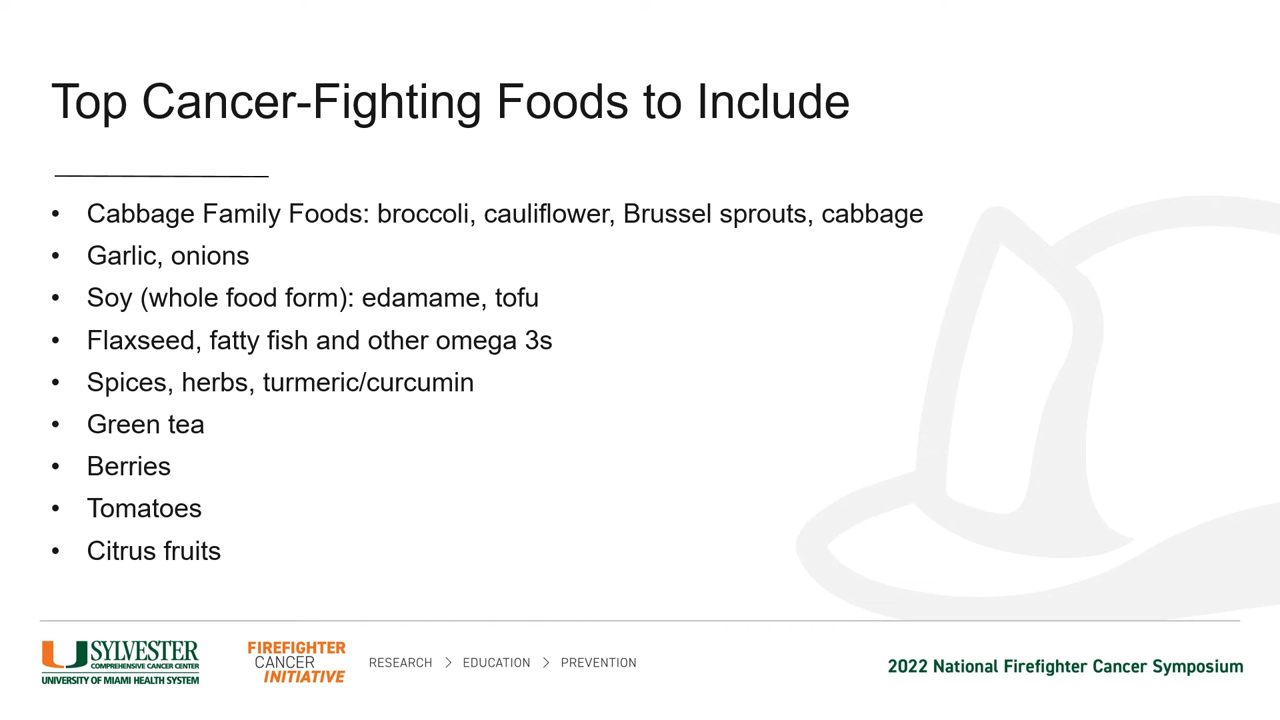 Top Cancer-Fighting Foods to Include
• Cabbage Family Foods: broccoli, cauliflower, Brussel sprouts, cabbage
• Garlic, onions
• Soy (whole food form): edamame, tofu
• Flaxseed, fatty fish and other omega 3s
• Spices, herbs, turmeric/curcumin
• Green tea
• Berries
• Tomatoes
• Citrus fruits
SYLVESTER
COMPREHENSIVE CANCER CENTER
UNIVERSITY OF MIAMI HEALTH SYSTEM
FIREFIGHTER
CANCER
INITIATIVE
RESEARCH > EDUCATION > PREVENTION
2022 National Firefighter Cancer Symposium